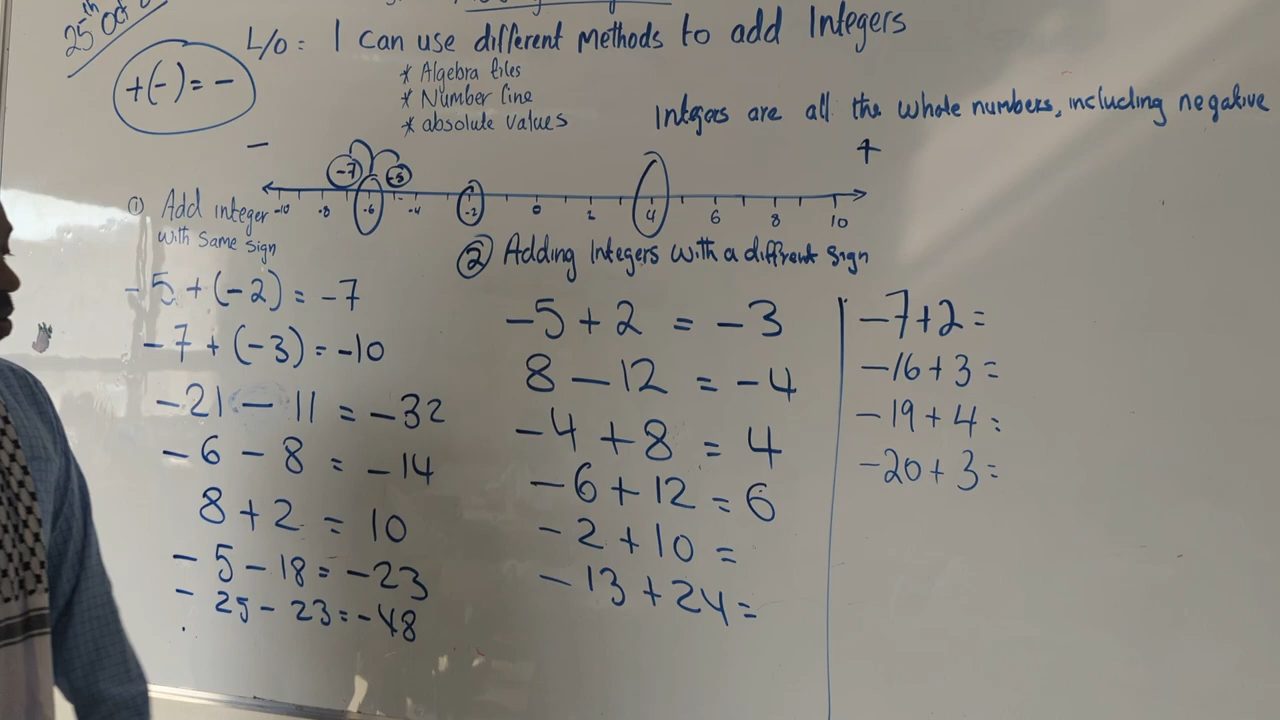 25th Oct
L/O: I can use different Methods to add Integers
+(-) = -
* Algebra tiles
* Number line
* absolute values
Integers are all the whole numbers, including negative
- +
-7 -5
-10 -8 -6 -4 -2 0 2 4 6 8 10
① Add integer
with same sign
-5 + (-2) = -7
-7 + (-3) = -10
-21 - 11 = -32
-6 - 8 = -14
8 + 2 = 10
-5 - 18 = -23
-25 - 23 = -48
② Adding Integers with a different sign
-5 + 2 = -3
8 - 12 = -4
-4 + 8 = 4
-6 + 12 = 6
-2 + 10 =
-13 + 24 =
-7 + 2 =
-16 + 3 =
-19 + 4 =
-20 + 3 =